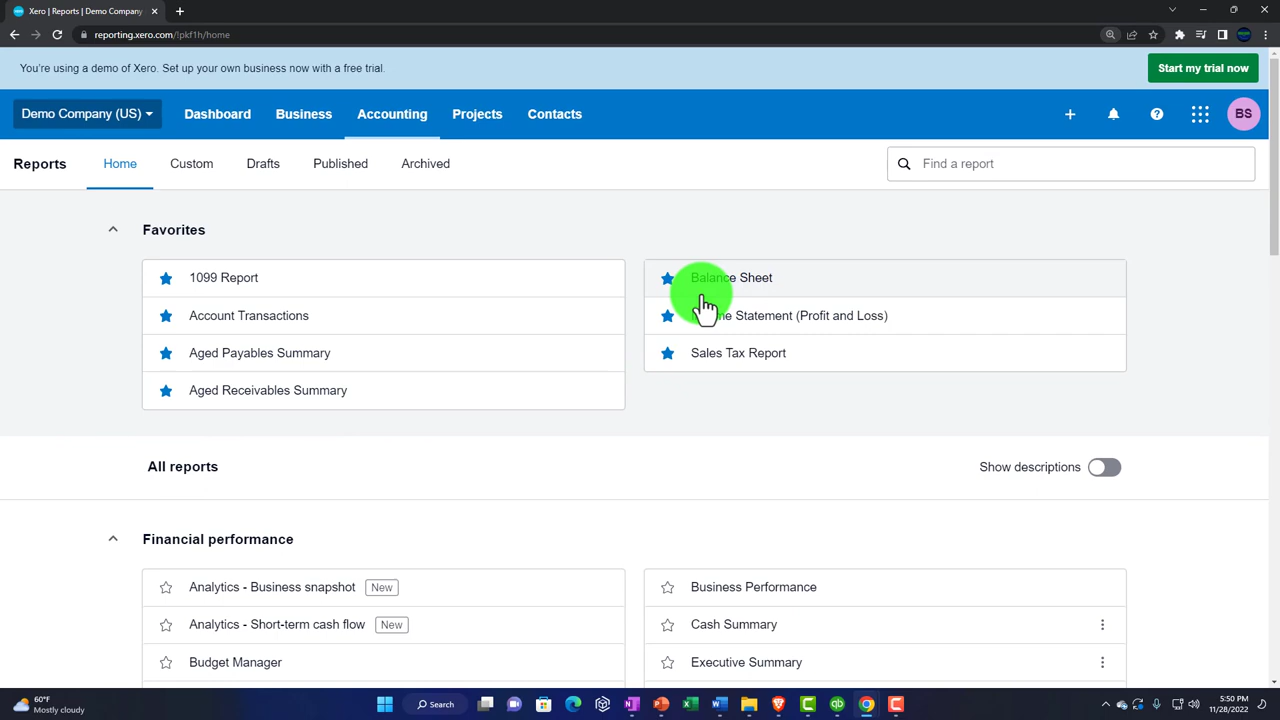 Xero | Reports | Demo Company
reporting.xero.com/!pkf1h/home
You're using a demo of Xero. Set up your own business now with a free trial.
Start my trial now
Demo Company (US)
Dashboard
Business
Accounting
Projects
Contacts
BS
Reports
Home
Custom
Drafts
Published
Archived
Find a report
Favorites
1099 Report
Balance Sheet
Account Transactions
Statement (Profit and Loss)
Aged Payables Summary
Sales Tax Report
Aged Receivables Summary
All reports
Show descriptions
Financial performance
Analytics - Business snapshot New
Business Performance
Analytics - Short-term cash flow New
Cash Summary
Budget Manager
Executive Summary
60°F
Mostly cloudy
Search
5:50 PM
11/28/2022